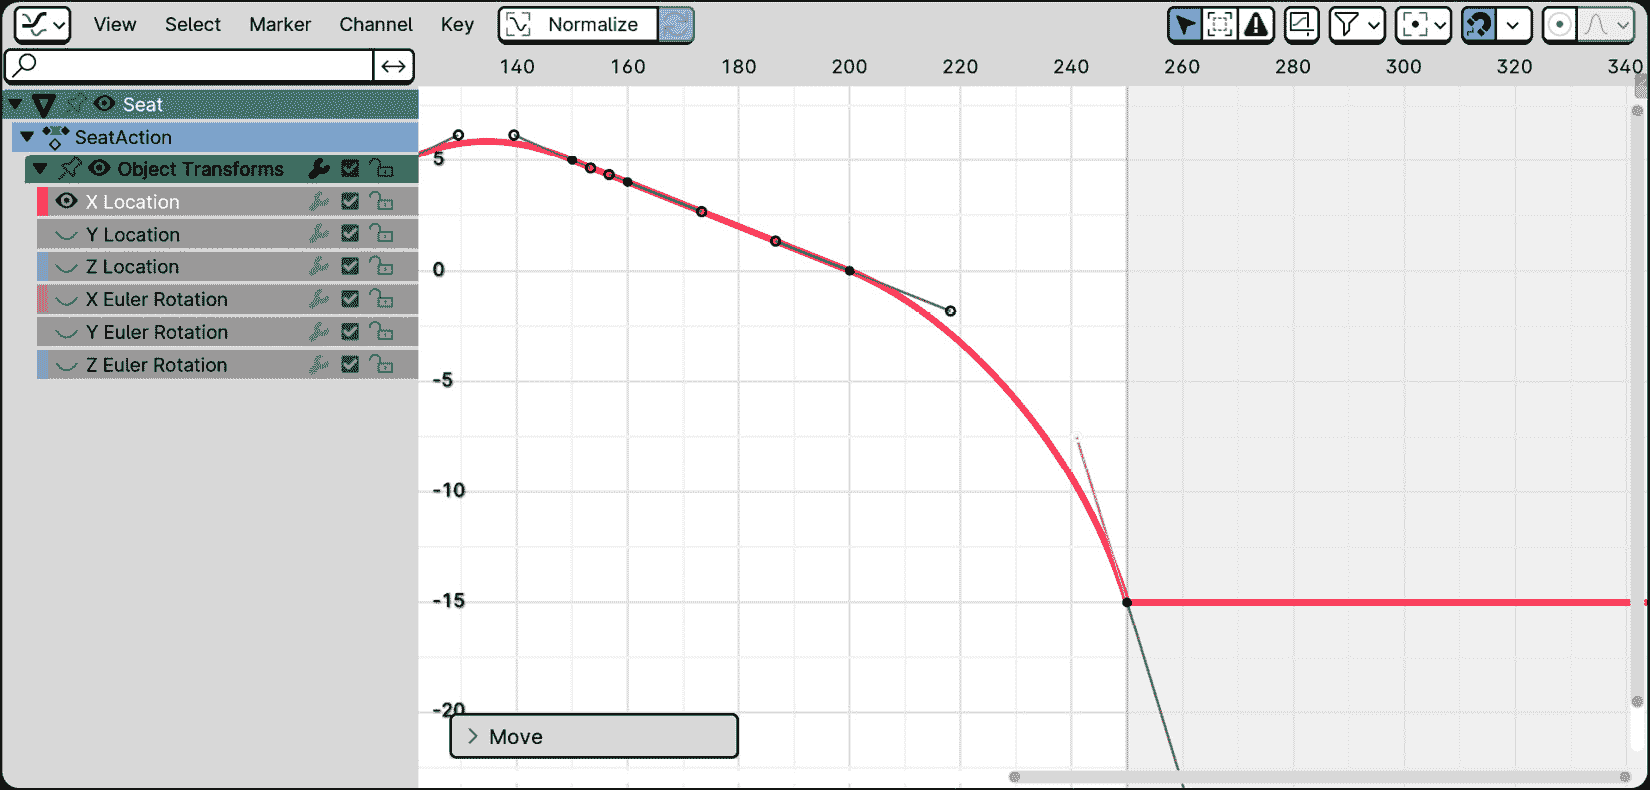 View Select Marker Channel Key Normalize
140 160 180 200 220 240 260 280 300 320 340
Seat
SeatAction
Object Transforms
X Location
Y Location
Z Location
X Euler Rotation
Y Euler Rotation
Z Euler Rotation
5
0
-5
-10
-15
-20
Move